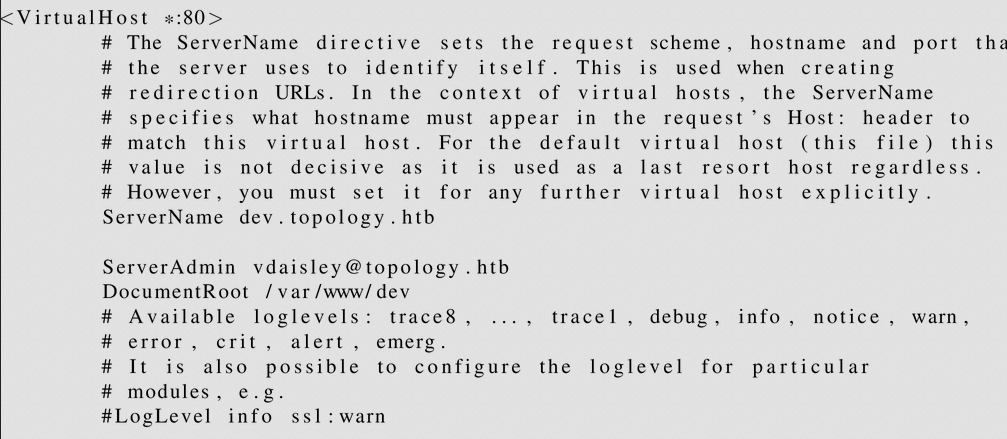 <VirtualHost *:80>
# The ServerName directive sets the request scheme, hostname and port tha
# the server uses to identify itself. This is used when creating
# redirection URLs. In the context of virtual hosts, the ServerName
# specifies what hostname must appear in the request's Host: header to
# match this virtual host. For the default virtual host (this file) this
# value is not decisive as it is used as a last resort host regardless.
# However, you must set it for any further virtual host explicitly.
ServerName dev.topology.htb
ServerAdmin vdaisley@topology.htb
DocumentRoot /var/www/dev
# Available loglevels: trace8, ..., trace1, debug, info, notice, warn,
# error, crit, alert, emerg.
# It is also possible to configure the loglevel for particular
# modules, e.g.
#LogLevel info ssl:warn